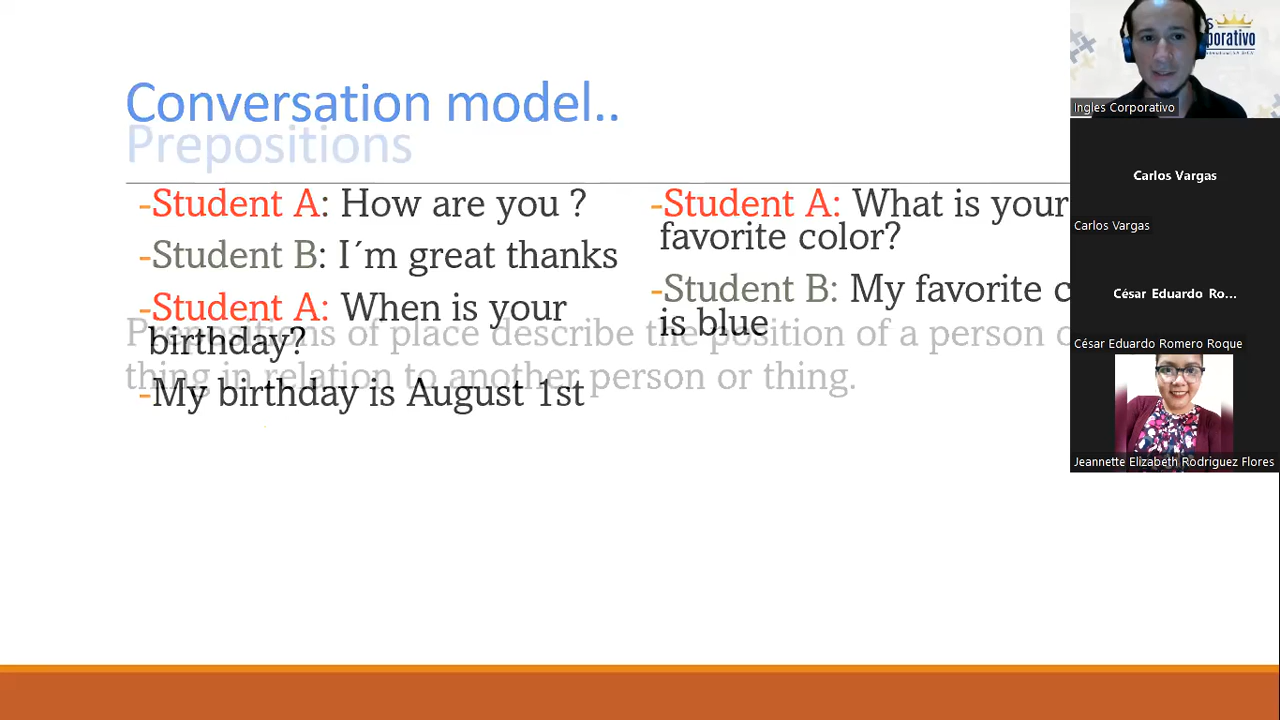 Conversation model..
Prepositions
-Student A: How are you ?
-Student B: I´m great thanks
-Student A: When is your
birthday?
-My birthday is August 1st
-Student A: What is your
favorite color?
-Student B: My favorite c
is blue
Prepositions of place describe the position of a person o
thing in relation to another person or thing.
porativo
Ingles Corporativo
Carlos Vargas
Carlos Vargas
César Eduardo Ro...
César Eduardo Romero Roque
Jeannette Elizabeth Rodriguez Flores